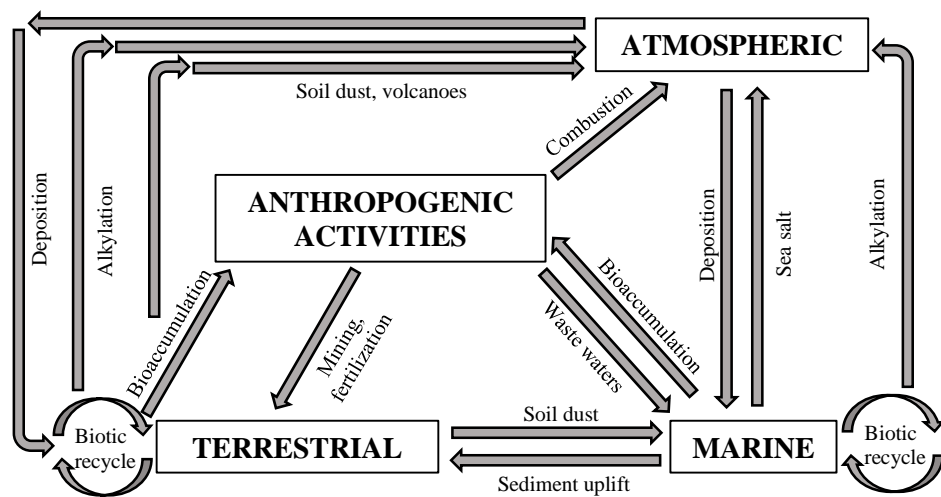 ATMOSPHERIC
Soil dust, volcanoes
Combustion
Deposition
Alkylation
ANTHROPOGENIC
ACTIVITIES
Deposition
Sea salt
Alkylation
Bioaccumulation
Mining,
fertilization
Waste waters
Bioaccumulation
Biotic
recycle
TERRESTRIAL
Soil dust
Sediment uplift
MARINE
Biotic
recycle